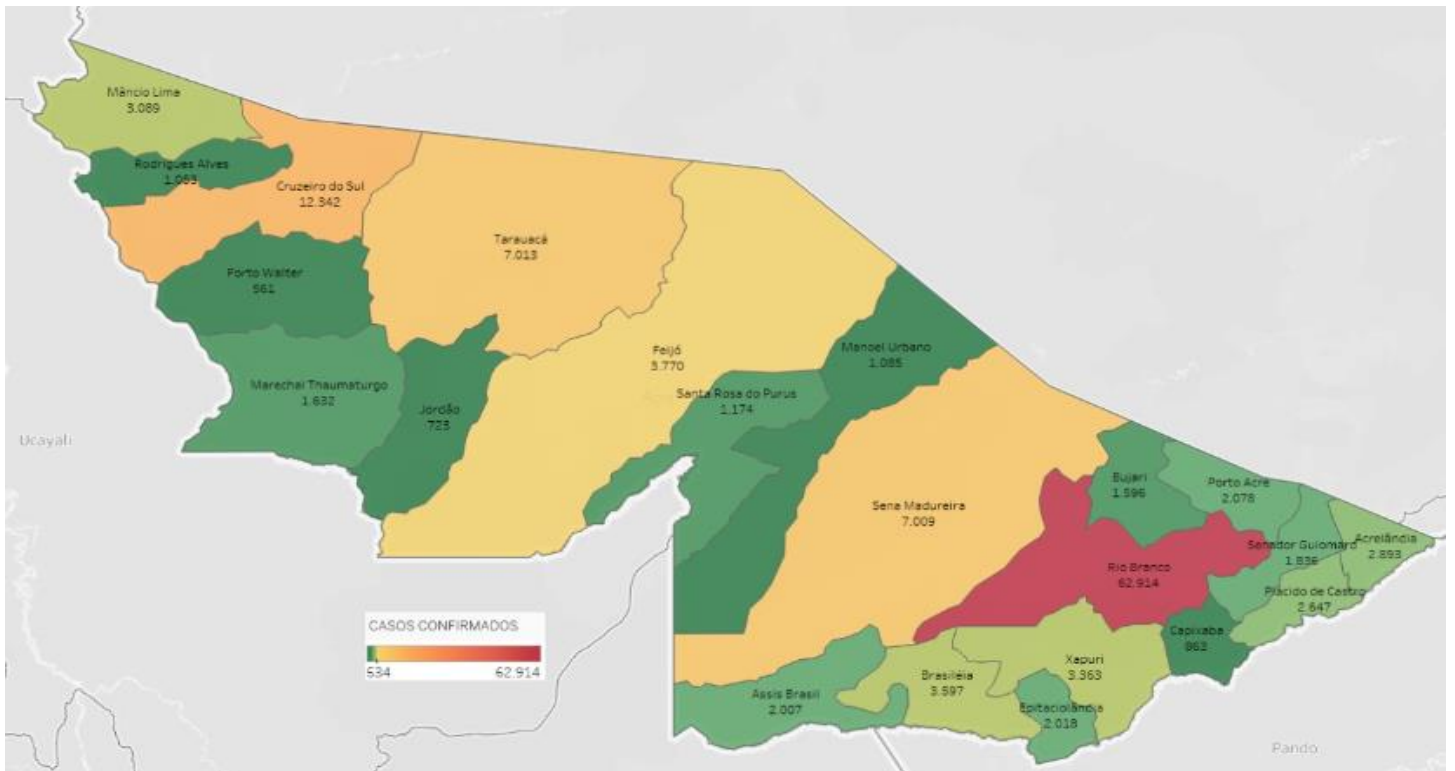 Mâncio Lima
3.089
Rodrigues Alves
1.093
Cruzeiro do Sul
12.342
Tarauacá
7.013
Porto Walter
561
Feijó
3.770
Manoel Urbano
1.085
Marechal Thaumaturgo
1.632
Jordão
723
Santa Rosa do Purus
1.174
Ucayali
Sena Madureira
7.009
Bujari
1.596
Porto Acre
2.078
Senador Guiomard
1.836
Acrelândia
2.893
Rio Branco
62.914
Plácido de Castro
2.647
Capixaba
863
Xapuri
3.363
Brasiléia
3.597
Assis Brasil
2.007
Epitaciolândia
2.018
Pando
CASOS CONFIRMADOS
534 62.914